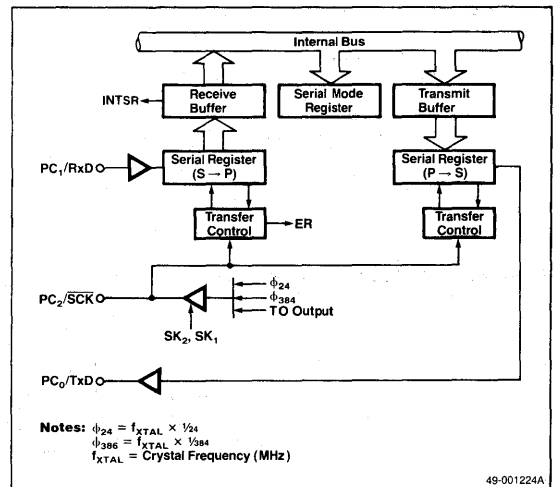 Internal Bus
INTSR
Receive
Buffer
Serial Mode
Register
Transmit
Buffer
PC₁/RxD
Serial Register
(S → P)
Serial Register
(P → S)
Transfer
Control
ER
Transfer
Control
PC₂/S̅C̅K̅
ϕ₂₄
ϕ₃₈₄
TO Output
SK₂, SK₁
PC₀/TxD
Notes: ϕ₂₄ = fXTAL × 1/24
ϕ₃₈₆ = fXTAL × 1/384
fXTAL = Crystal Frequency (MHz)
49-001224A